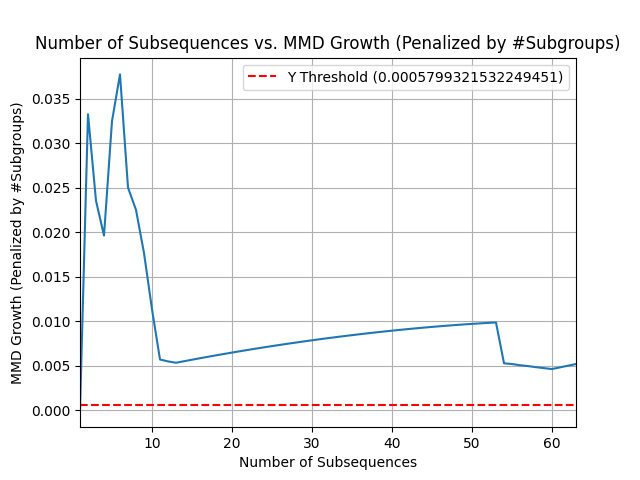 Number of Subsequences vs. MMD Growth (Penalized by #Subgroups)
Y Threshold (0.0005799321532249451)
MMD Growth (Penalized by #Subgroups)
0.035
0.030
0.025
0.020
0.015
0.010
0.005
0.000
10 20 30 40 50 60
Number of Subsequences